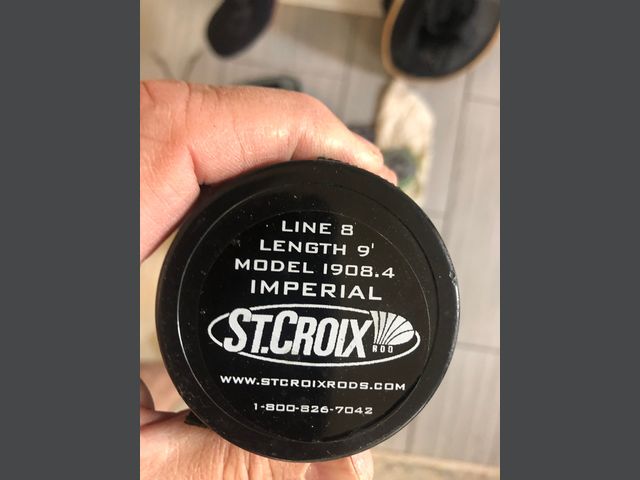 LINE 8
LENGTH 9'
MODEL I908.4
IMPERIAL
ST.CROIX
ROD
WWW.STCROIXRODS.COM
1-800-826-7042